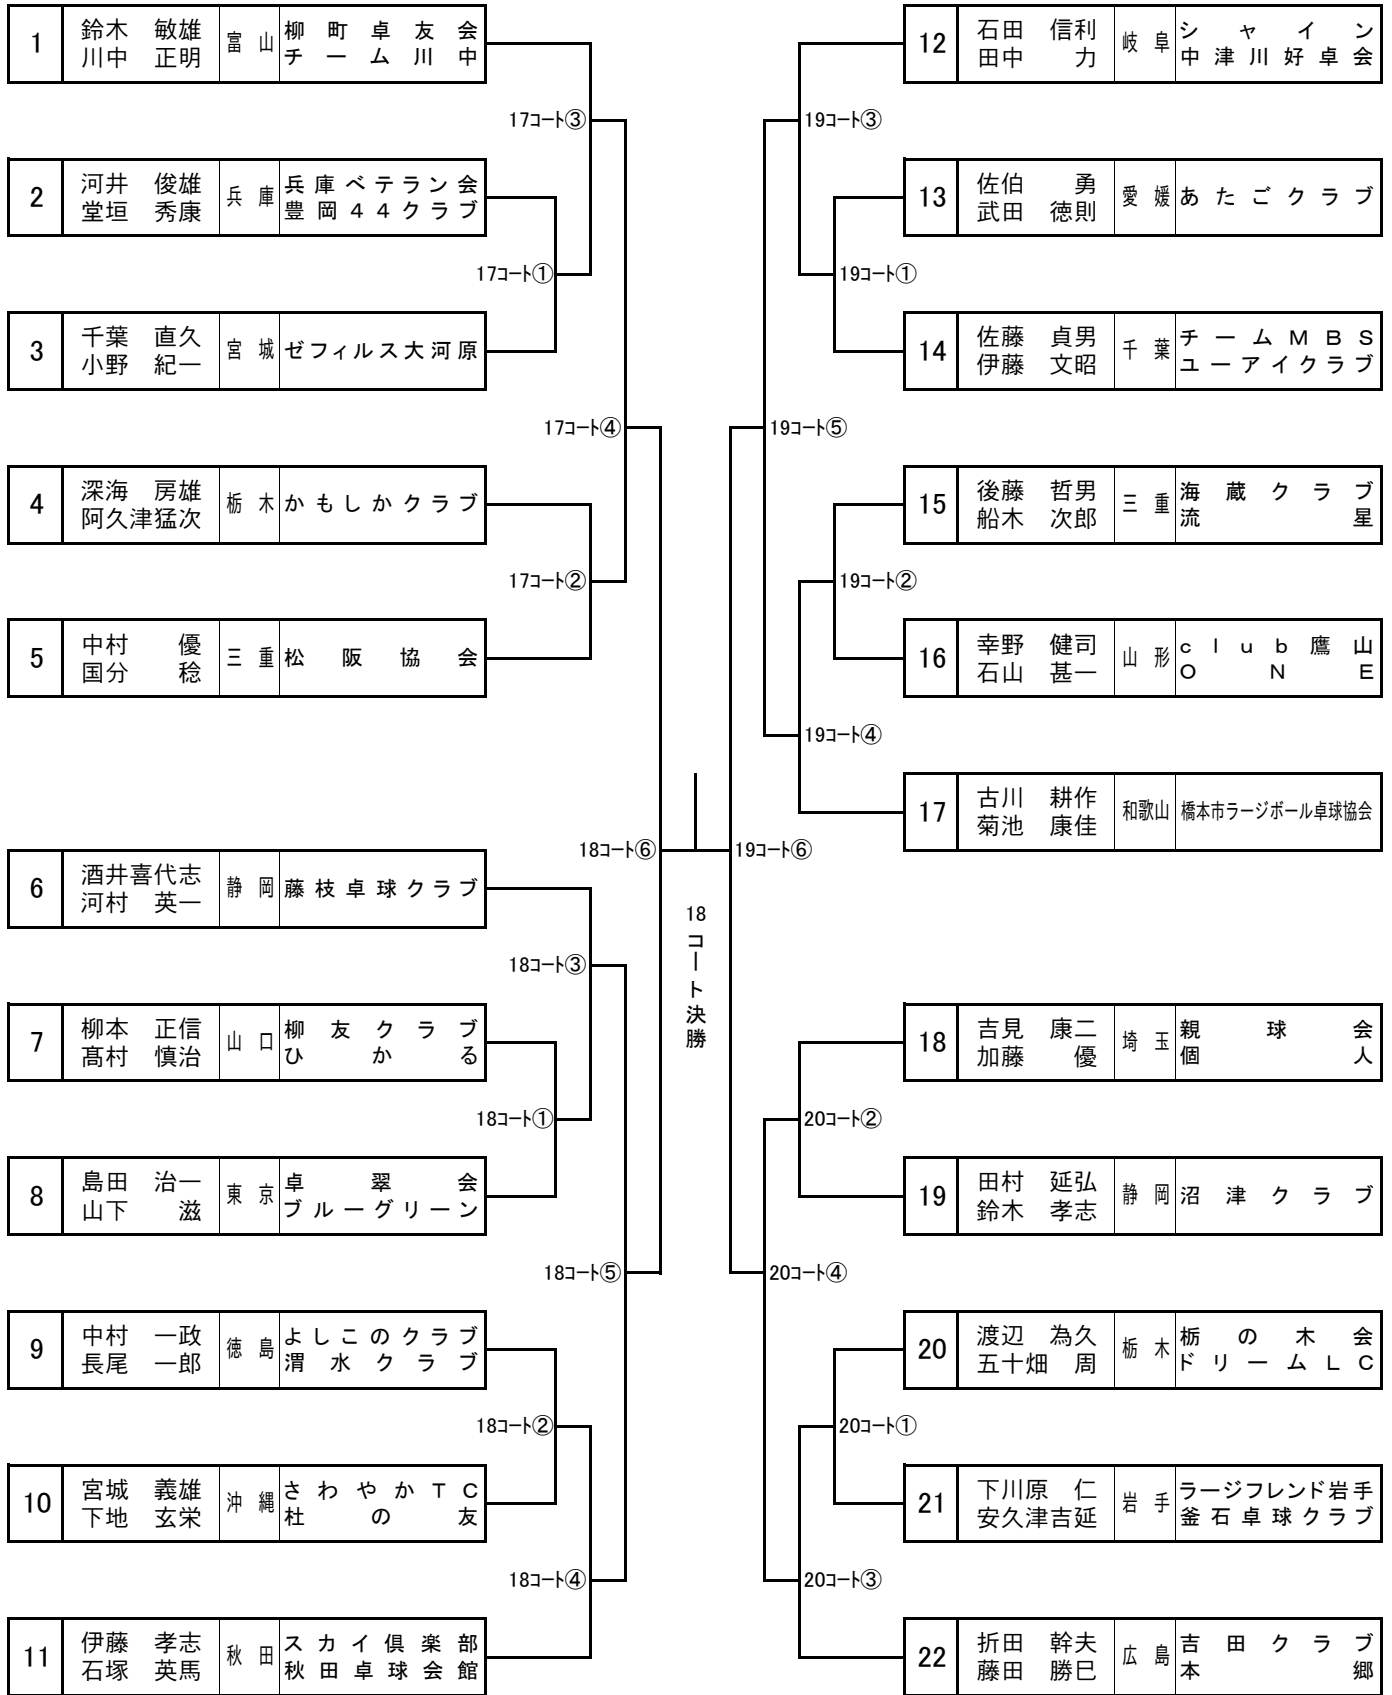 1
鈴木　敏雄
川中　正明
富山
柳町卓友会
チーム川中
17コート③
2
河井　俊雄
堂垣　秀康
兵庫
兵庫ベテラン会
豊岡４４クラブ
17コート①
3
千葉　直久
小野　紀一
宮城
ゼフィルス大河原
17コート④
4
深海　房雄
阿久津猛次
栃木
かもしかクラブ
17コート②
5
中村　　優
国分　　稔
三重
松阪協会
18コート⑥
6
酒井喜代志
河村　英一
静岡
藤枝卓球クラブ
18コート③
7
柳本　正信
髙村　慎治
山口
柳友クラブ
ひかる
18コート①
8
島田　治一
山下　　滋
東京
卓翠会
ブルーグリーン
18コート⑤
9
中村　一政
長尾　一郎
徳島
よしこのクラブ
渭水クラブ
18コート②
10
宮城　義雄
下地　玄栄
沖縄
さわやかＴＣ
杜の友
18コート④
11
伊藤　孝志
石塚　英馬
秋田
スカイ倶楽部
秋田卓球会館
18コート決勝
12
石田　信利
田中　　力
岐阜
シャイン
中津川好卓会
19コート③
13
佐伯　　勇
武田　徳則
愛媛
あたごクラブ
19コート①
14
佐藤　貞男
伊藤　文昭
千葉
チームＭＢＳ
ユーアイクラブ
19コート⑤
15
後藤　哲男
船木　次郎
三重
海蔵クラブ
流星
19コート②
16
幸野　健司
石山　甚一
山形
ｃｌｕｂ鷹山
ＯＮＥ
19コート④
17
古川　耕作
菊池　康佳
和歌山
橋本市ラージボール卓球協会
19コート⑥
18
吉見　康二
加藤　　優
埼玉
親球会
個人
20コート②
19
田村　延弘
鈴木　孝志
静岡
沼津クラブ
20コート④
20
渡辺　為久
五十畑　周
栃木
栃の木会
ドリームＬＣ
20コート①
21
下川原　仁
安久津吉延
岩手
ラージフレンド岩手
釜石卓球クラブ
20コート③
22
折田　幹夫
藤田　勝巳
広島
吉田クラブ
本郷